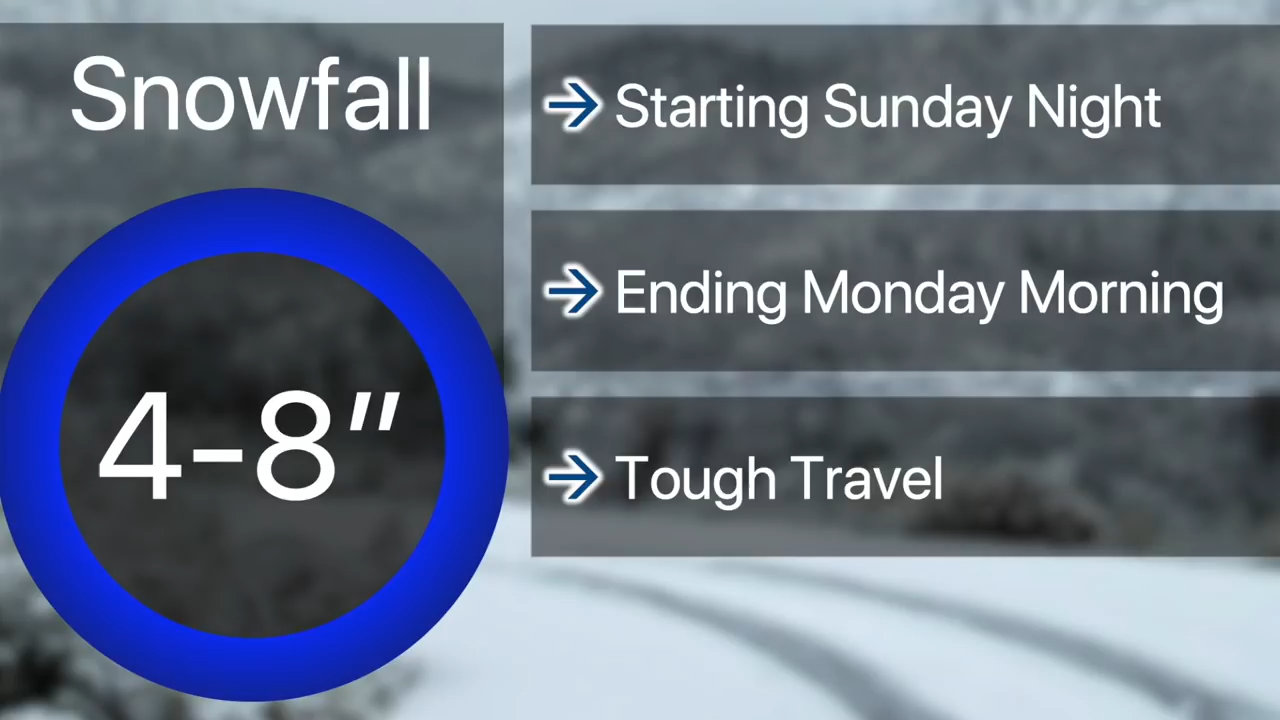 Snowfall
4-8"
Starting Sunday Night
Ending Monday Morning
Tough Travel